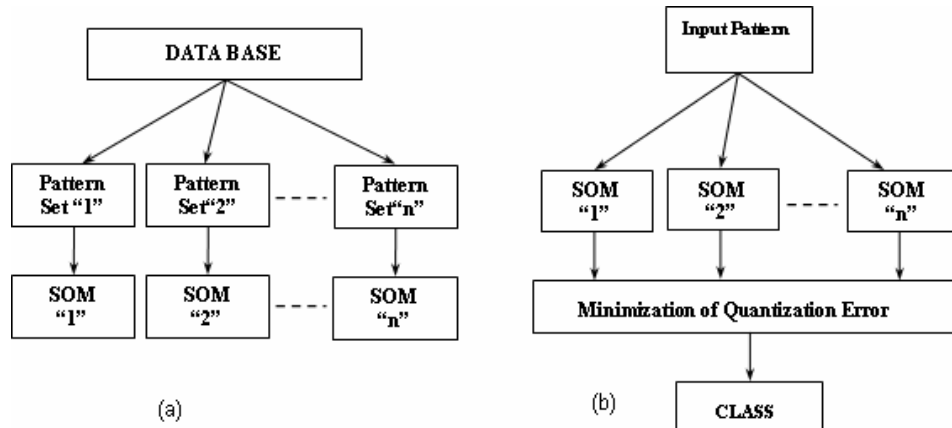 DATA BASE
Pattern
Set “1”
Pattern
Set“2”
Pattern
Set“n”
SOM
“1”
SOM
“2”
SOM
“n”
(a)
Input Pattern
SOM
“1”
SOM
“2”
SOM
“n”
Minimization of Quantization Error
CLASS
(b)